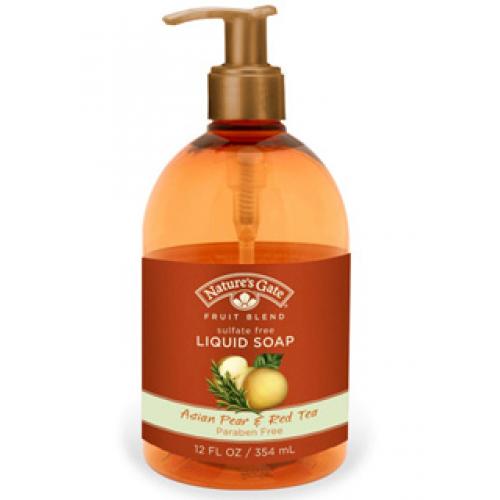 Nature's Gate
FRUIT BLEND
sulfate free
LIQUID SOAP
Asian Pear & Red Tea
Paraben Free
12 FL OZ / 354 mL